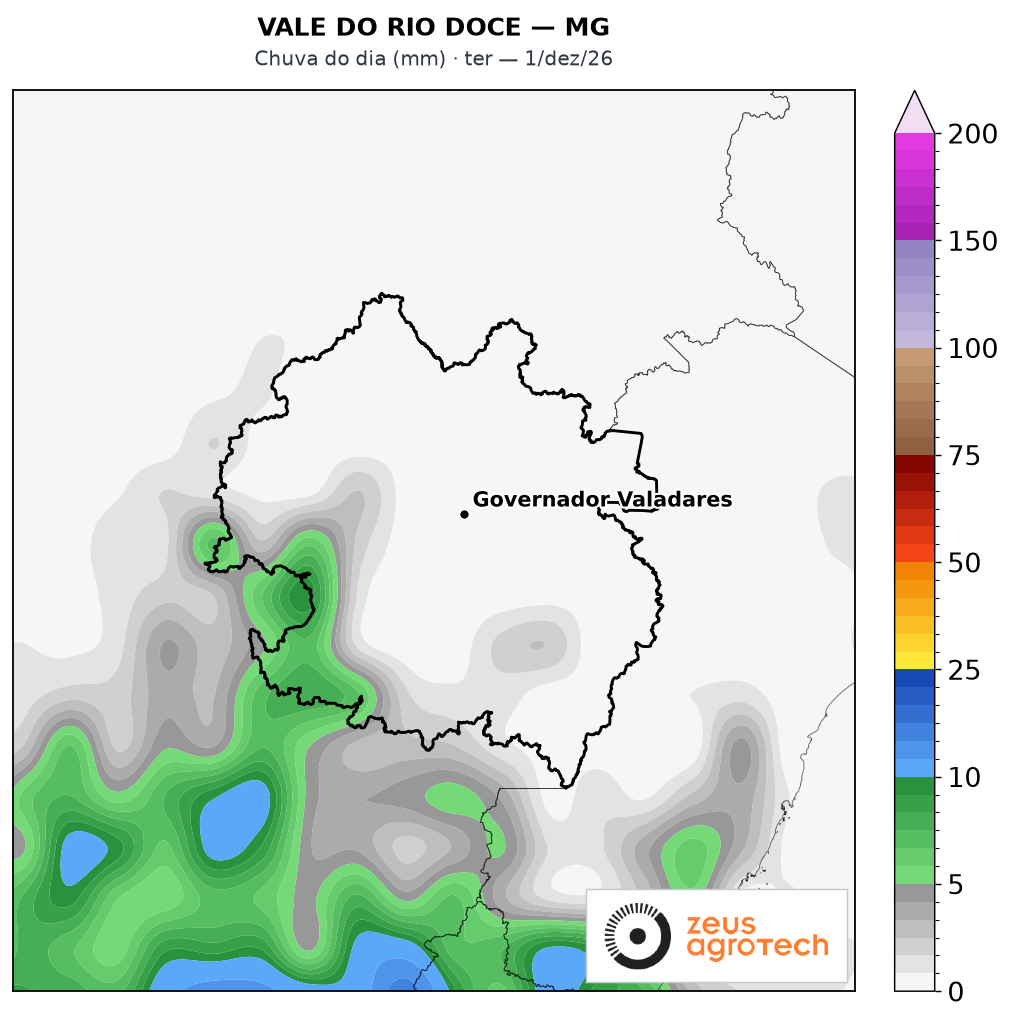 VALE DO RIO DOCE — MG
Chuva do dia (mm) · ter — 1/dez/26
200
150
100
75
50
25
10
5
0
Governador Valadares
zeus
agrotech